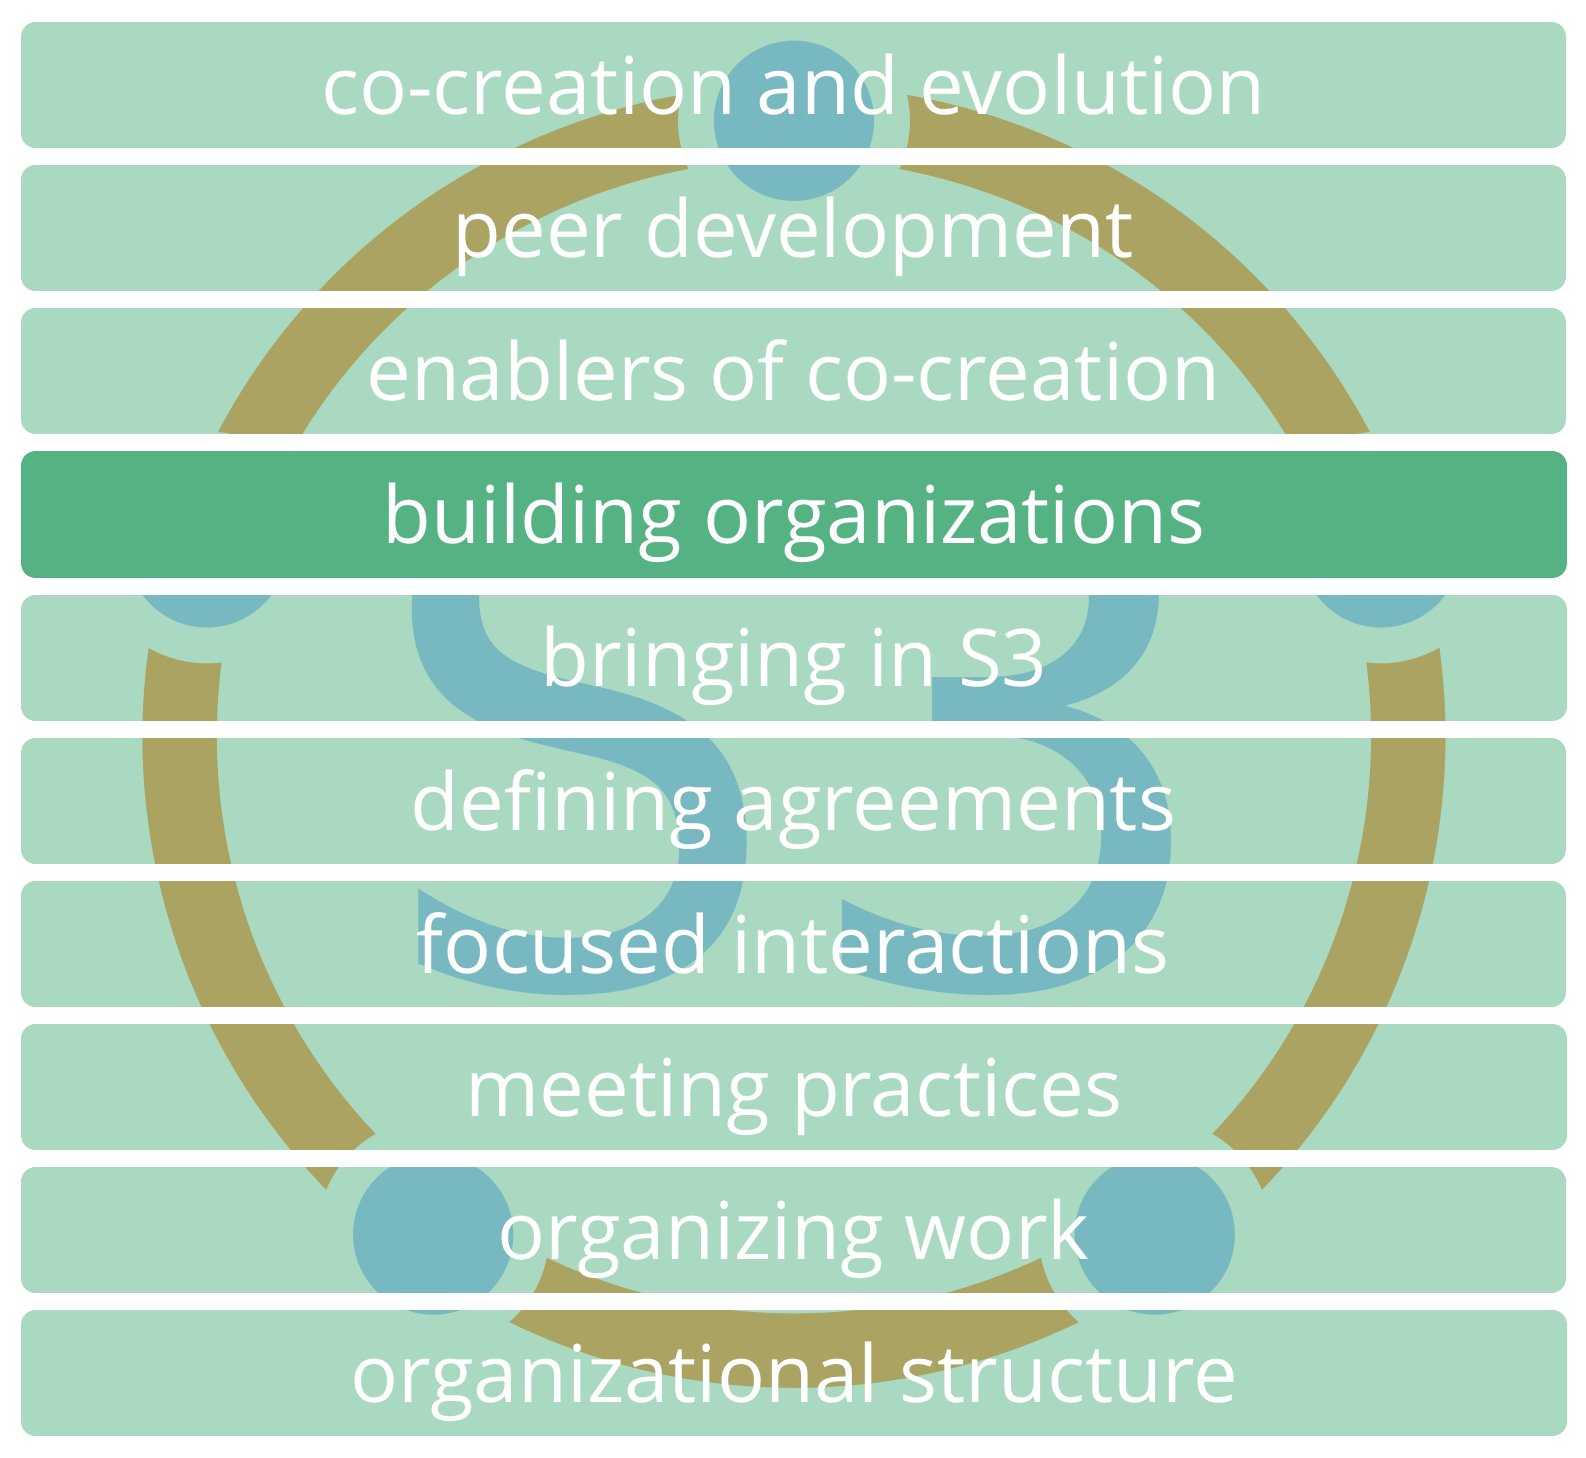 co-creation and evolution
peer development
enablers of co-creation
building organizations
bringing in S3
defining agreements
focused interactions
meeting practices
organizing work
organizational structure
S3